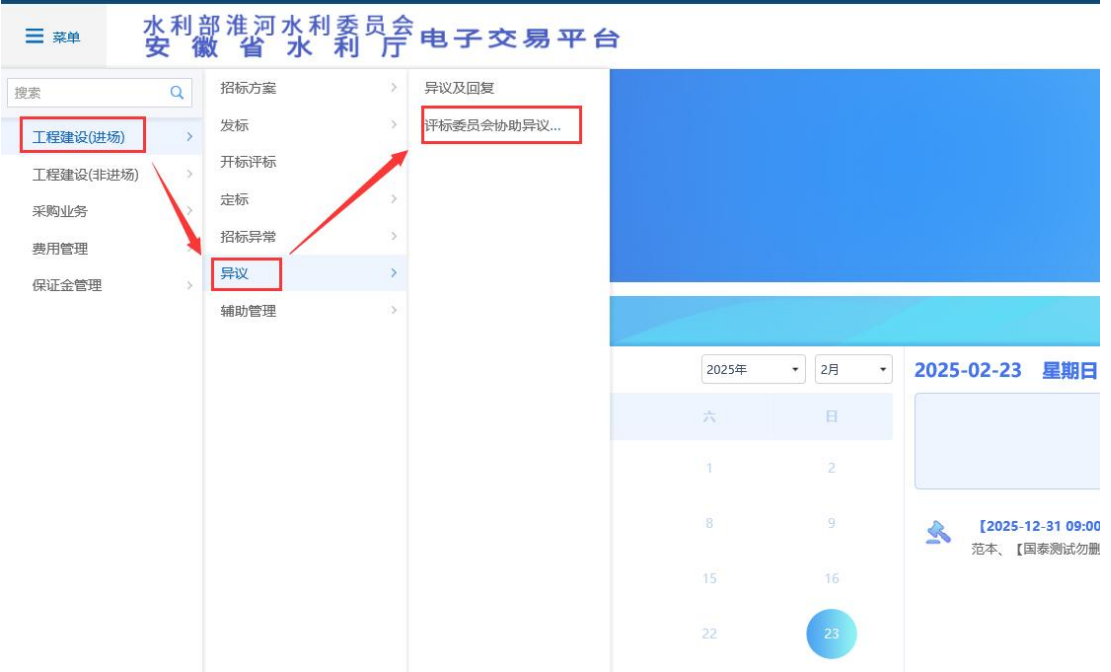 菜单
水利部淮河水利委员会
安徽省水利厅
电子交易平台
搜索
工程建设(进场)
工程建设(非进场)
采购业务
费用管理
保证金管理
招标方案
发标
开标评标
定标
招标异常
异议
辅助管理
异议及回复
评标委员会协助异议...
2025年
2月
2025-02-23 星期日
六 日
1 2
8 9
15 16
22 23
【2025-12-31 09:00
范本、【国泰测试勿删